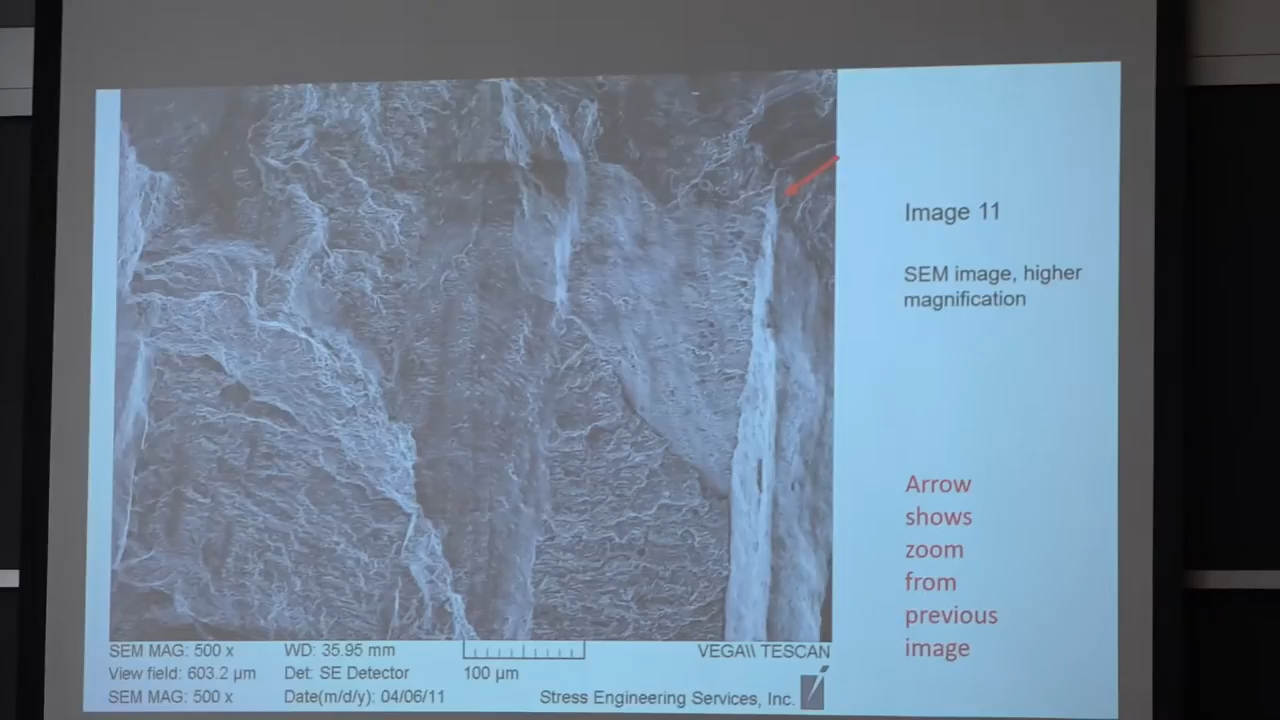 Image 11
SEM image, higher
magnification
Arrow
shows
zoom
from
previous
image
SEM MAG: 500 x WD: 35.95 mm VEGA\\ TESCAN
View field: 603.2 µm Det: SE Detector 100 µm
SEM MAG: 500 x Date(m/d/y): 04/06/11 Stress Engineering Services, Inc.